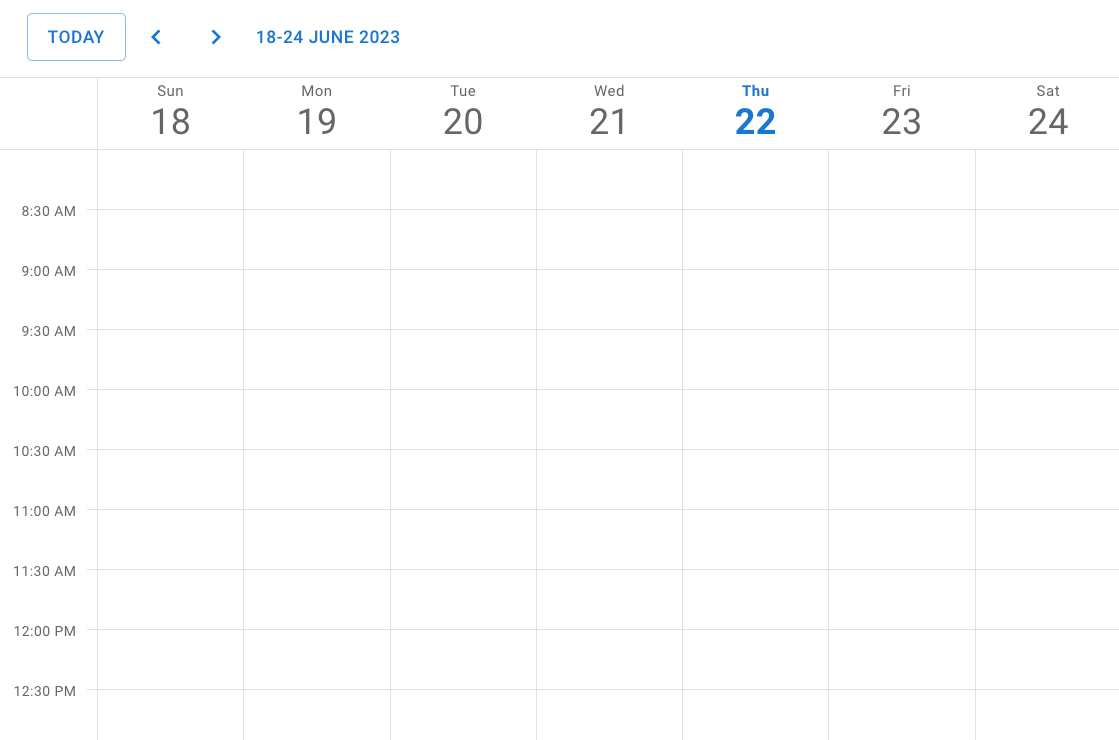 TODAY 18-24 JUNE 2023
Sun Mon Tue Wed Thu Fri Sat
18 19 20 21 22 23 24
8:30 AM
9:00 AM
9:30 AM
10:00 AM
10:30 AM
11:00 AM
11:30 AM
12:00 PM
12:30 PM